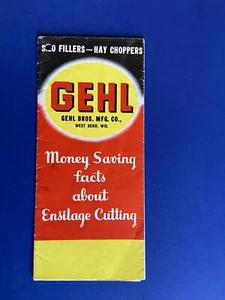 SILO FILLERS—HAY CHOPPERS
GEHL
GEHL BROS. MFG. CO.,
WEST BEND, WIS.
Money Saving
facts
about
Ensilage Cutting